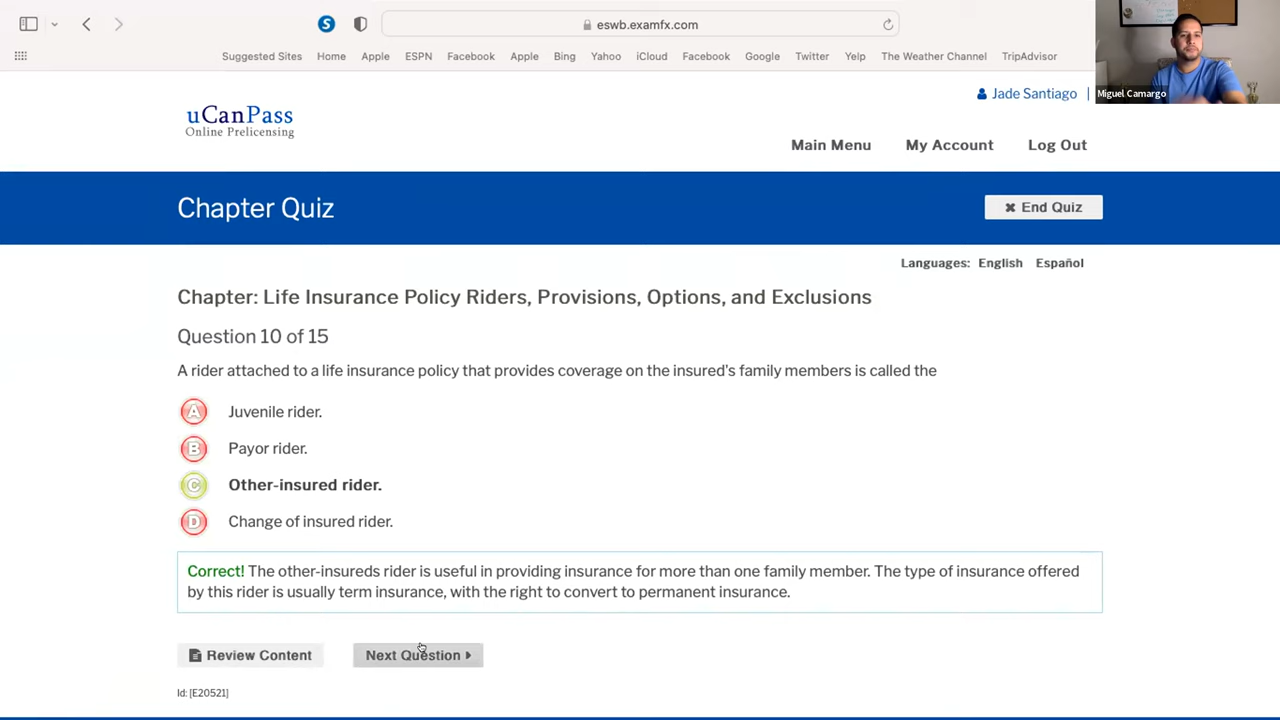 eswb.examfx.com
Suggested Sites Home Apple ESPN Facebook Apple Bing Yahoo iCloud Facebook Google Twitter Yelp The Weather Channel TripAdvisor
Miguel Camargo
Jade Santiago |
uCanPass
Online Prelicensing
Main Menu My Account Log Out
Chapter Quiz
✖ End Quiz
Languages: English Español
Chapter: Life Insurance Policy Riders, Provisions, Options, and Exclusions
Question 10 of 15
A rider attached to a life insurance policy that provides coverage on the insured's family members is called the
A Juvenile rider.
B Payor rider.
C Other-insured rider.
D Change of insured rider.
Correct! The other-insureds rider is useful in providing insurance for more than one family member. The type of insurance offered
by this rider is usually term insurance, with the right to convert to permanent insurance.
Review Content Next Question
Id: [E20521]